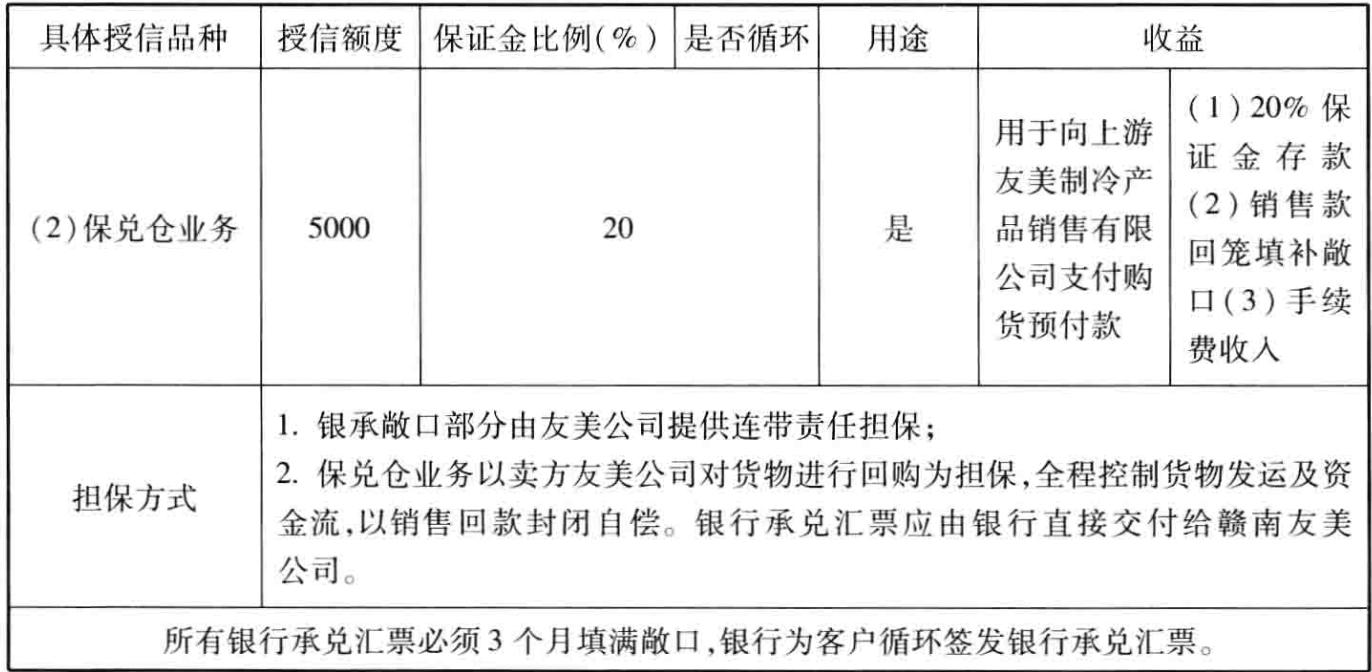 具体授信品种 授信额度 保证金比例(%) 是否循环 用途 收益
(2)保兑仓业务 5000 20 是
用于向上游
友美制冷产
品销售有限
公司支付购
货预付款
(1)20%保
证金存款
(2)销售款
回笼填补敞
口(3)手续
费收入
担保方式
1. 银承敞口部分由友美公司提供连带责任担保;
2. 保兑仓业务以卖方友美公司对货物进行回购为担保,全程控制货物发运及资
金流,以销售回款封闭自偿。银行承兑汇票应由银行直接交付给赣南友美
公司。
所有银行承兑汇票必须3个月填满敞口,银行为客户循环签发银行承兑汇票。